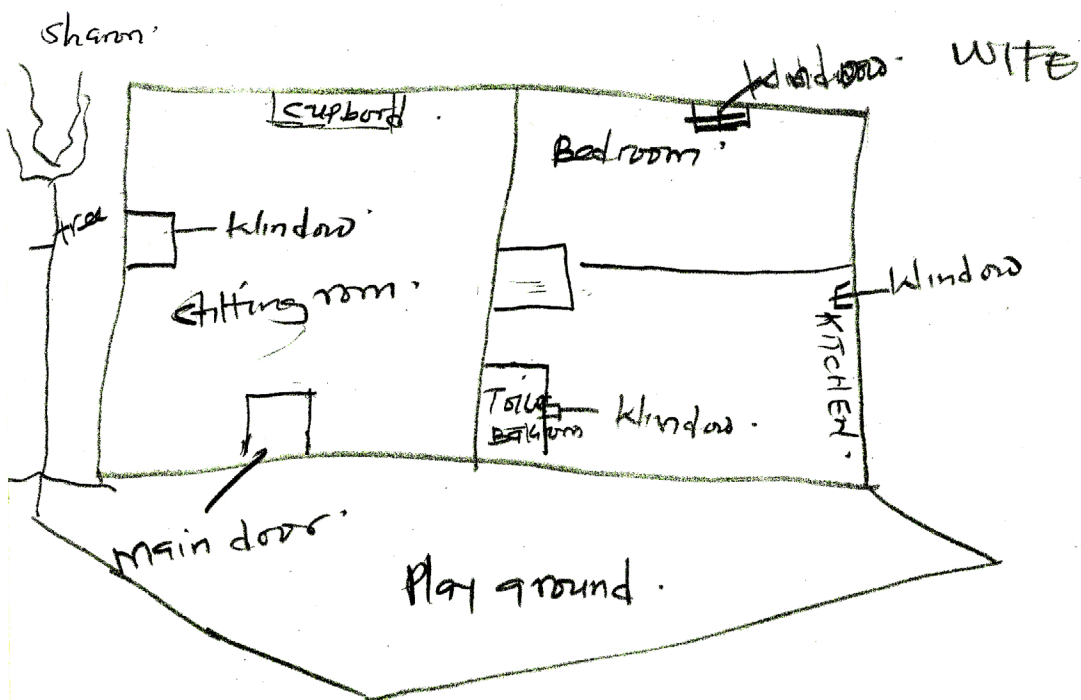 Sharon.
WIFE
Window.
Cupbord.
Bedroom.
tree
Window
Sitting room.
Window
KITCHEN.
Toilet
Window.
Main door.
Play ground.